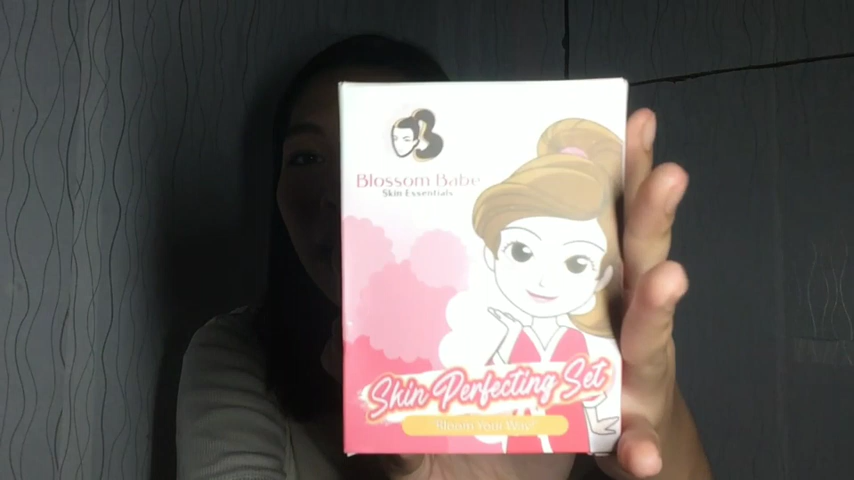 Blossom Babe
Skin Essentials
Skin Perfecting Set
Bloom Your Way!